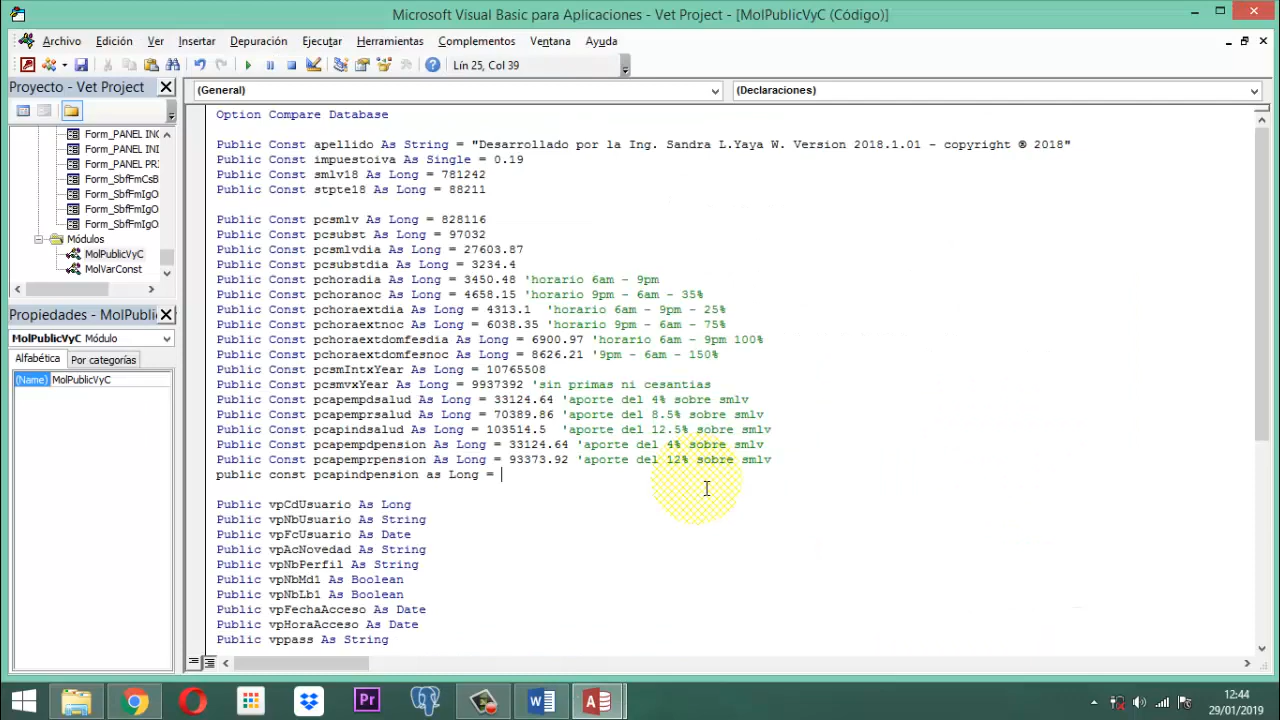 Microsoft Visual Basic para Aplicaciones - Vet Project - [MolPublicVyC (Código)]
Archivo Edición Ver Insertar Depuración Ejecutar Herramientas Complementos Ventana Ayuda
Lín 25, Col 39
Proyecto - Vet Project
Form_PANEL INC
Form_PANEL INI
Form_PANEL PR
Form_SbfFmCsB
Form_SbfFmIgO
Form_SbfFmIgO
Form_SbfFmIgO
Módulos
MolPublicVyC
MolVarConst
Propiedades - MolPublic
MolPublicVyC Módulo
Alfabética Por categorías
(Name) MolPublicVyC
(General) (Declaraciones)
Option Compare Database
Public Const apellido As String = "Desarrollado por la Ing. Sandra L.Yaya W. Version 2018.1.01 - copyright ® 2018"
Public Const impuestoiva As Single = 0.19
Public Const smlv18 As Long = 781242
Public Const stpte18 As Long = 88211
Public Const pcsmlv As Long = 828116
Public Const pcsubst As Long = 97032
Public Const pcsmlvdia As Long = 27603.87
Public Const pcsubstdia As Long = 3234.4
Public Const pchoradia As Long = 3450.48 'horario 6am - 9pm
Public Const pchoranoc As Long = 4658.15 'horario 9pm - 6am - 35%
Public Const pchoraextdia As Long = 4313.1 'horario 6am - 9pm - 25%
Public Const pchoraextnoc As Long = 6038.35 'horario 9pm - 6am - 75%
Public Const pchoraextdomfesdia As Long = 6900.97 'horario 6am - 9pm 100%
Public Const pchoraextdomfesnoc As Long = 8626.21 '9pm - 6am - 150%
Public Const pcsmIntxYear As Long = 10765508
Public Const pcsmvxYear As Long = 9937392 'sin primas ni cesantias
Public Const pcapempdsalud As Long = 33124.64 'aporte del 4% sobre smlv
Public Const pcapemprsalud As Long = 70389.86 'aporte del 8.5% sobre smlv
Public Const pcapindsalud As Long = 103514.5 'aporte del 12.5% sobre smlv
Public Const pcapempdpension As Long = 33124.64 'aporte del 4% sobre smlv
Public Const pcapemprpension As Long = 93373.92 'aporte del 12% sobre smlv
public const pcapindpension as Long =
Public vpCdUsuario As Long
Public vpNbUsuario As String
Public vpFcUsuario As Date
Public vpAcNovedad As String
Public vpNbPerfil As String
Public vpNbMd1 As Boolean
Public vpNbLb1 As Boolean
Public vpFechaAcceso As Date
Public vpHoraAcceso As Date
Public vppass As String
Pr
12:44
29/01/2019